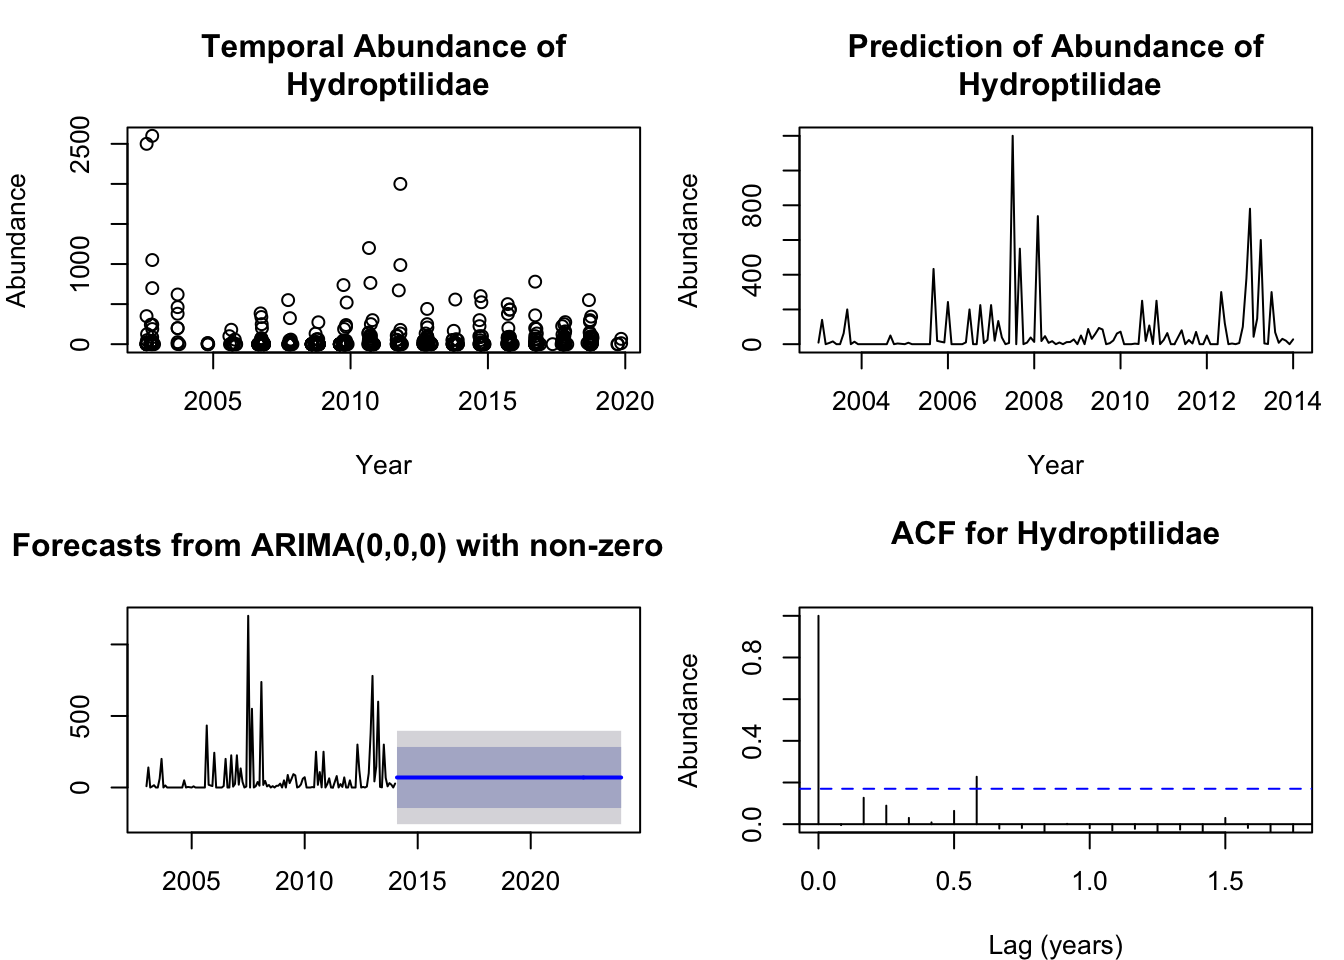 Temporal Abundance of
Hydroptilidae
Abundance
2500
1000
0
2005 2010 2015 2020
Year
Prediction of Abundance of
Hydroptilidae
Abundance
800
400
0
2004 2006 2008 2010 2012 2014
Year
Forecasts from ARIMA(0,0,0) with non-zero
500
0
2005 2010 2015 2020
ACF for Hydroptilidae
Abundance
0.8
0.4
0.0
0.0 0.5 1.0 1.5
Lag (years)